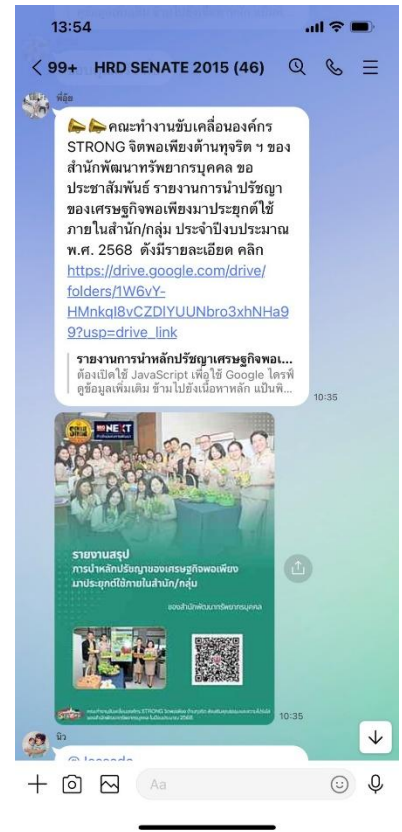 13:54
99+ HRD SENATE 2015 (46)
พี่อุ้ย
คณะทำงานขับเคลื่อนองค์กร
STRONG จิตพอเพียงต้านทุจริต ฯ ของ
สำนักพัฒนาทรัพยากรบุคคล ขอ
ประชาสัมพันธ์ รายงานการนำปรัชญา
ของเศรษฐกิจพอเพียงมาประยุกต์ใช้
ภายในสำนัก/กลุ่ม ประจำปีงบประมาณ
พ.ศ. 2568 ดังมีรายละเอียด คลิก
https://drive.google.com/drive/
folders/1W6vY-
HMnkqI8vCZDIYUUNbro3xhNHa9
9?usp=drive_link
รายงานการนำหลักปรัชญาเศรษฐกิจพอเ...
ต้องเปิดใช้ JavaScript เพื่อใช้ Google ไดรฟ์
ดูข้อมูลเพิ่มเติม ข้ามไปยังเนื้อหาหลัก แป้นพิ...
10:35
STRONG NEXT
รายงานสรุป
การนำหลักปรัชญาของเศรษฐกิจพอเพียง
มาประยุกต์ใช้ภายในสำนัก/กลุ่ม
ของสำนักพัฒนาทรัพยากรบุคคล
STRONG
10:35
นิว
Aa